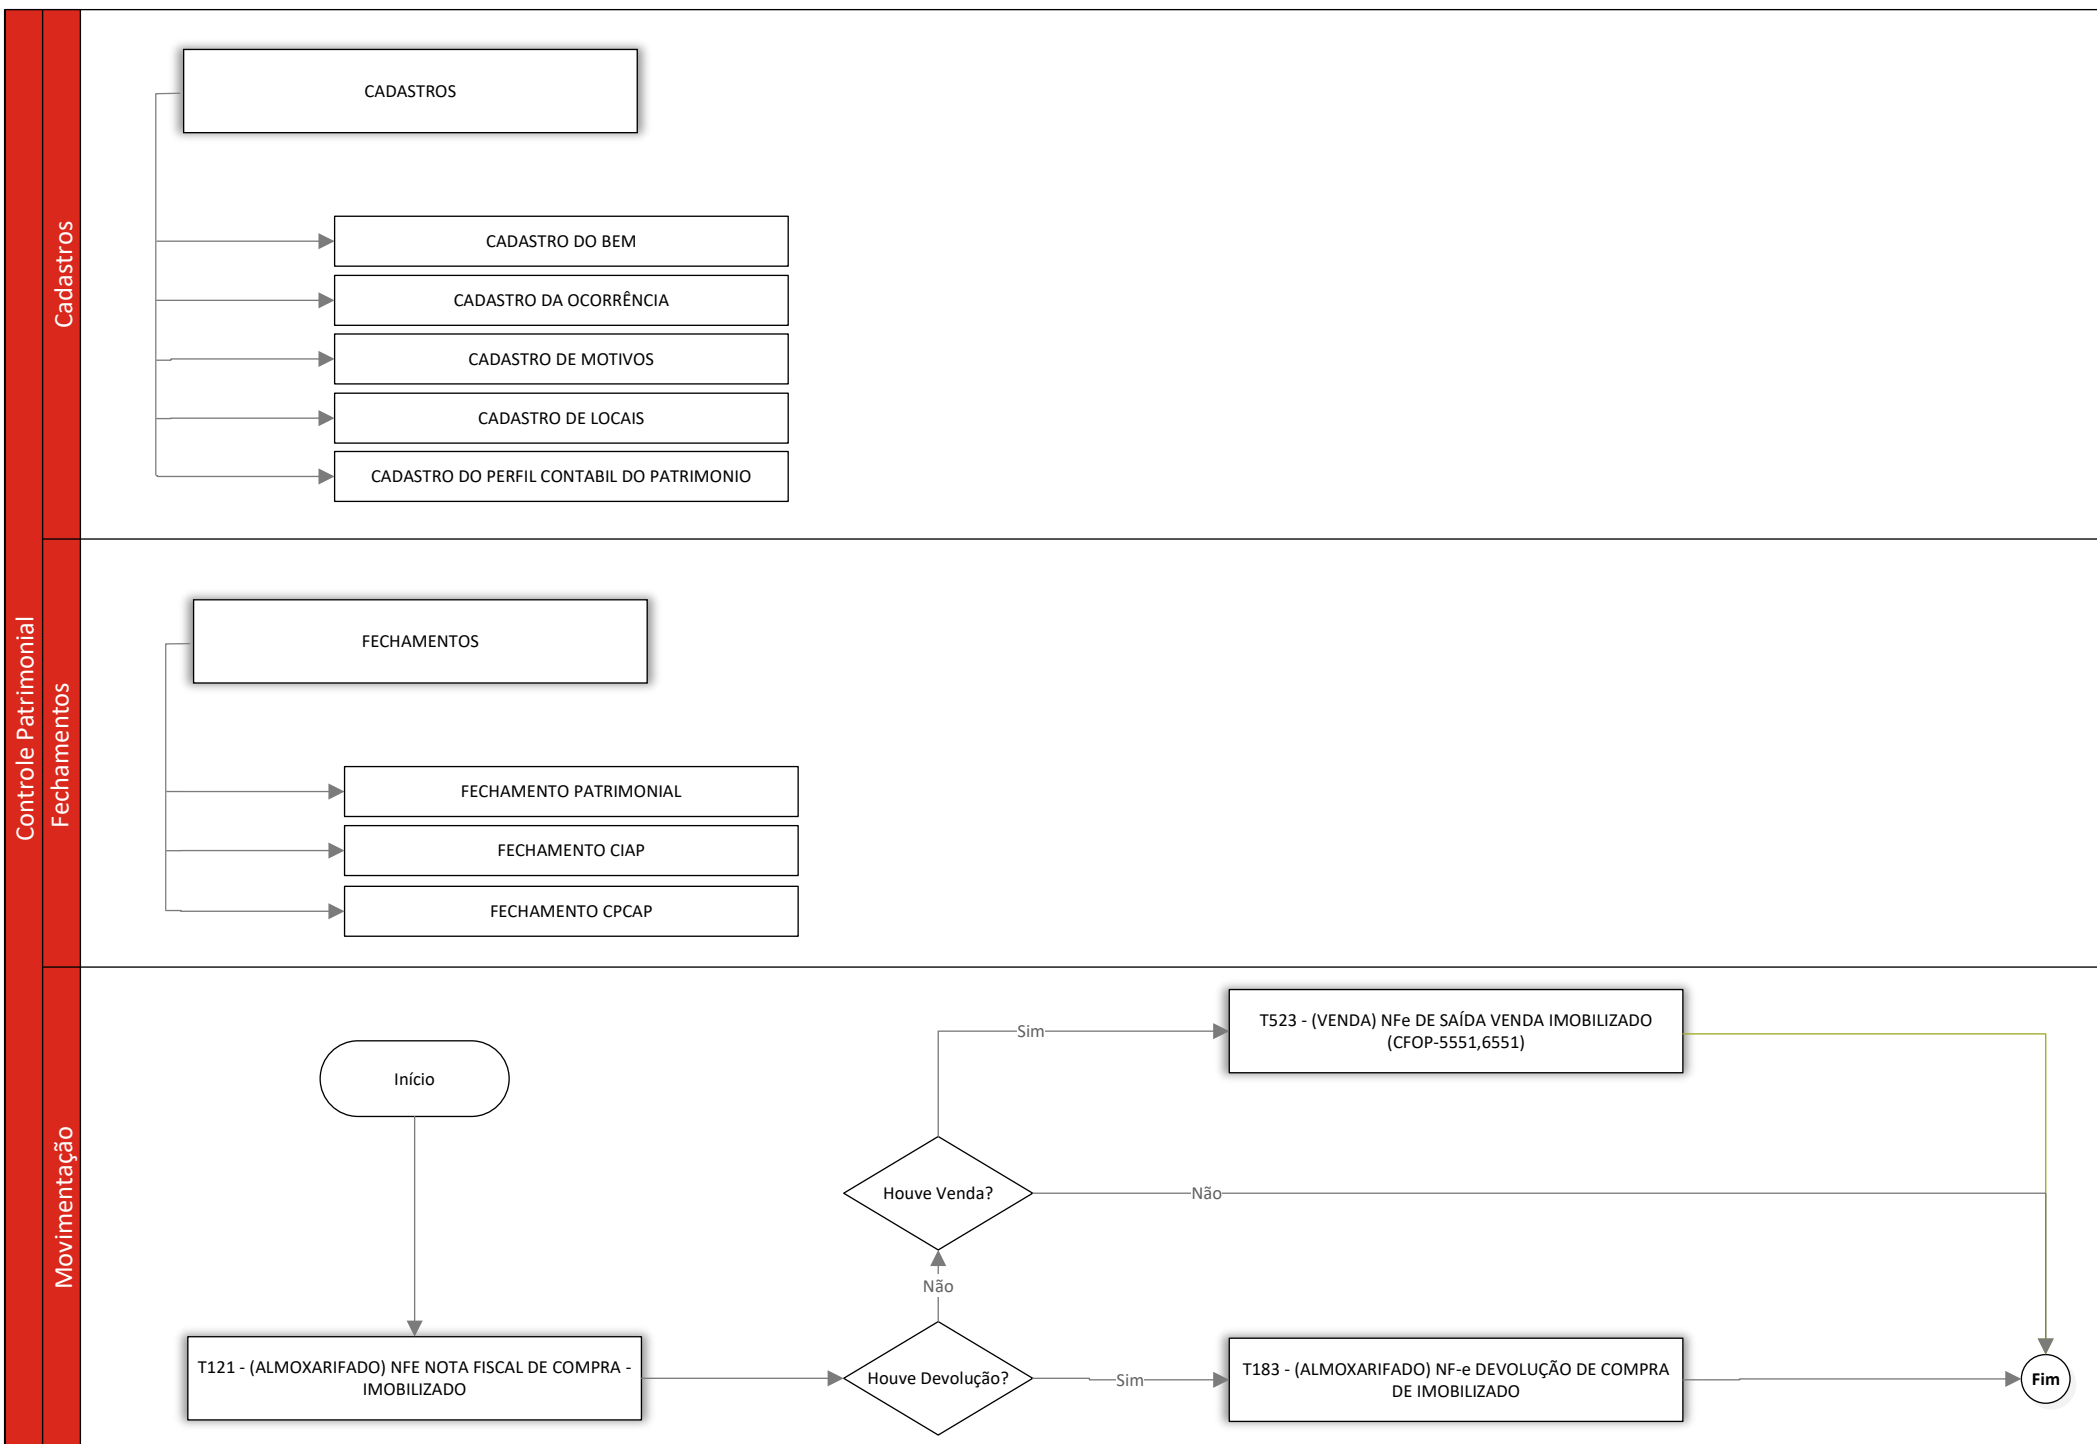 Controle Patrimonial
Cadastros
CADASTROS
CADASTRO DO BEM
CADASTRO DA OCORRÊNCIA
CADASTRO DE MOTIVOS
CADASTRO DE LOCAIS
CADASTRO DO PERFIL CONTABIL DO PATRIMONIO
Fechamentos
FECHAMENTOS
FECHAMENTO PATRIMONIAL
FECHAMENTO CIAP
FECHAMENTO CPCAP
Movimentação
Início
T121 - (ALMOXARIFADO) NFE NOTA FISCAL DE COMPRA -
IMOBILIZADO
Houve Devolução?
Não
Houve Venda?
Sim
T523 - (VENDA) NFe DE SAÍDA VENDA IMOBILIZADO
(CFOP-5551,6551)
Não
Sim
T183 - (ALMOXARIFADO) NF-e DEVOLUÇÃO DE COMPRA
DE IMOBILIZADO
Fim